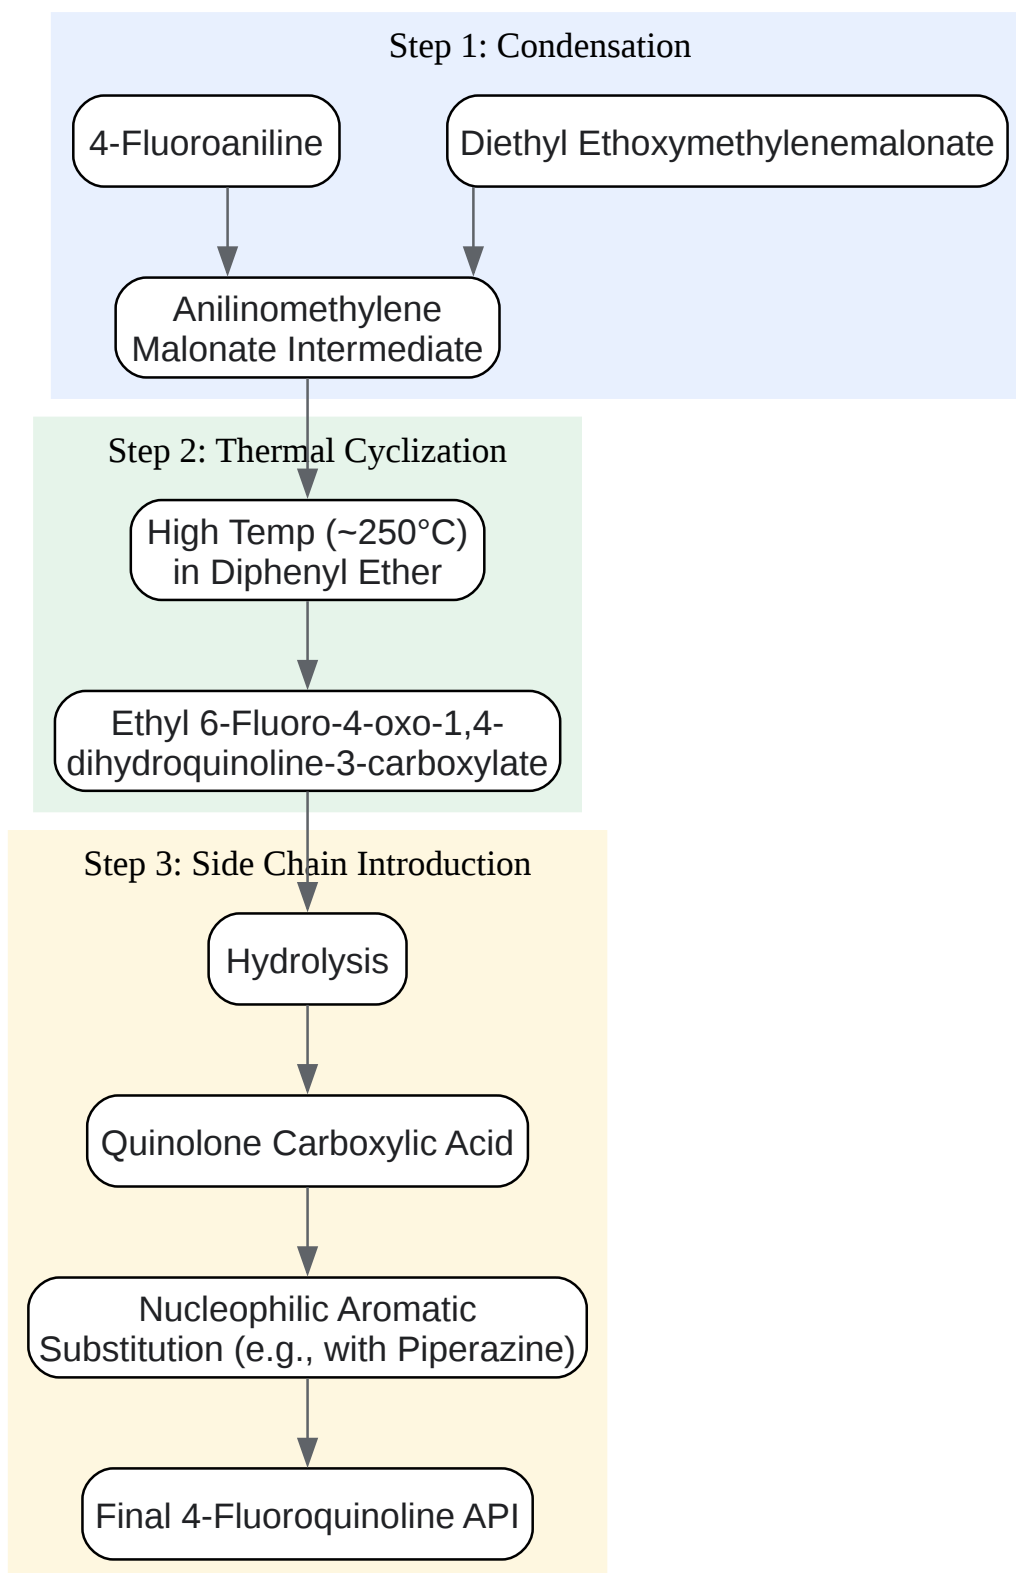 Step 1: Condensation
4-Fluoroaniline
Diethyl Ethoxymethylenemalonate
Anilinomethylene
Malonate Intermediate
Step 2: Thermal Cyclization
High Temp (~250°C)
in Diphenyl Ether
Ethyl 6-Fluoro-4-oxo-1,4-
dihydroquinoline-3-carboxylate
Step 3: Side Chain Introduction
Hydrolysis
Quinolone Carboxylic Acid
Nucleophilic Aromatic
Substitution (e.g., with Piperazine)
Final 4-Fluoroquinoline API